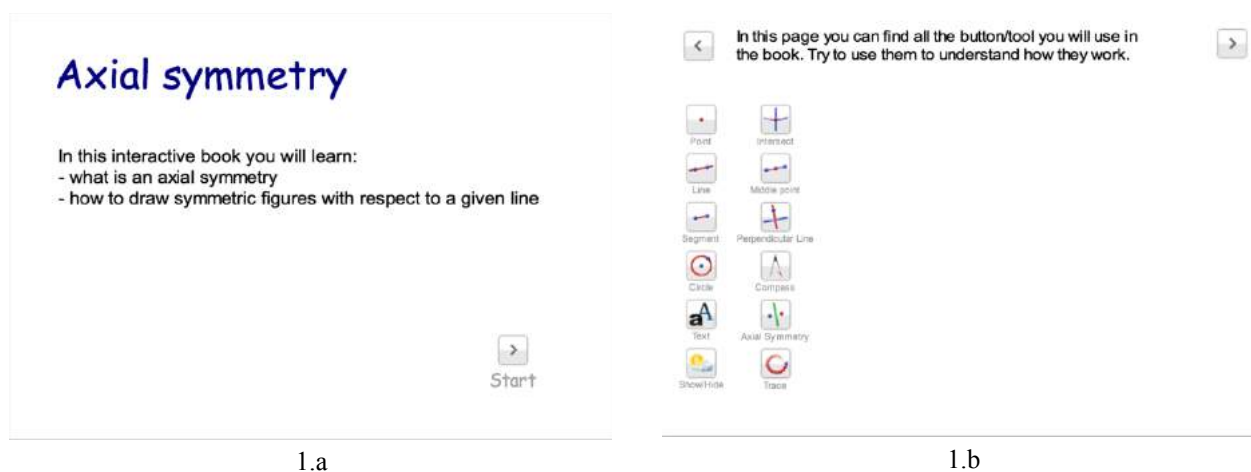 Axial symmetry
In this interactive book you will learn:
- what is an axial symmetry
- how to draw symmetric figures with respect to a given line
Start
1.a
In this page you can find all the button/tool you will use in
the book. Try to use them to understand how they work.
Point
Intersect
Line
Middle point
Segment
Perpendicular Line
Circle
Compass
aA
Text
Axial Symmetry
Show/Hide
Trace
1.b